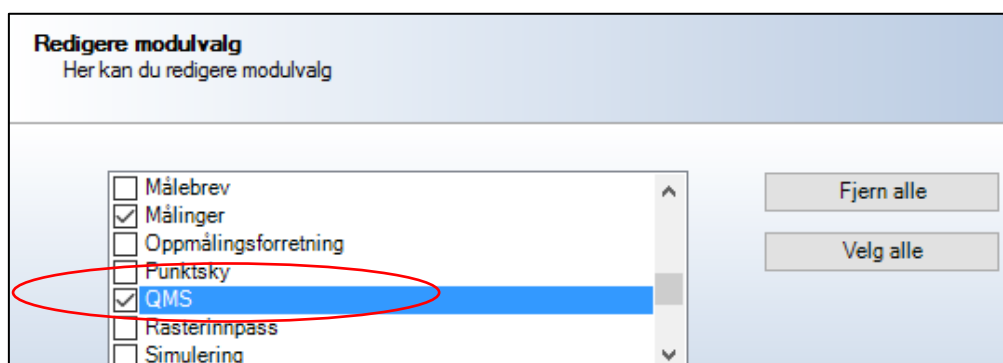 Redigere modulvalg
Her kan du redigere modulvalg
Målebrev
Fjern alle
Målinger
Oppmålingsforretning
Velg alle
Punktsky
QMS
Rasterinnpass
Simulering